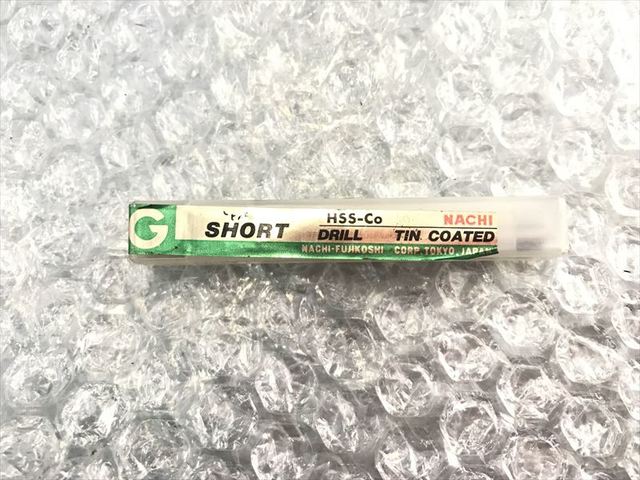 G
HSS-Co NACHI
SHORT DRILL TIN COATED
NACHI-FUJIKOSHI CORP. TOKYO, JAPAN